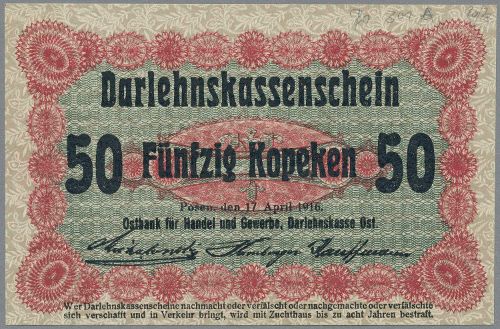 Darlehnskassenschein
50 Fünfzig Kopeken 50
Posen, den 17 April 1916.
Ostbank für Handel und Gewerbe, Darlehnskasse Ost
Kauffmann
Wer Darlehnskassenscheine nachmacht oder verfälscht oder nachgemachte oder verfälschte
sich verschafft und in Verkehr bringt, wird mit Zuchthaus bis zu acht Jahren bestraft.